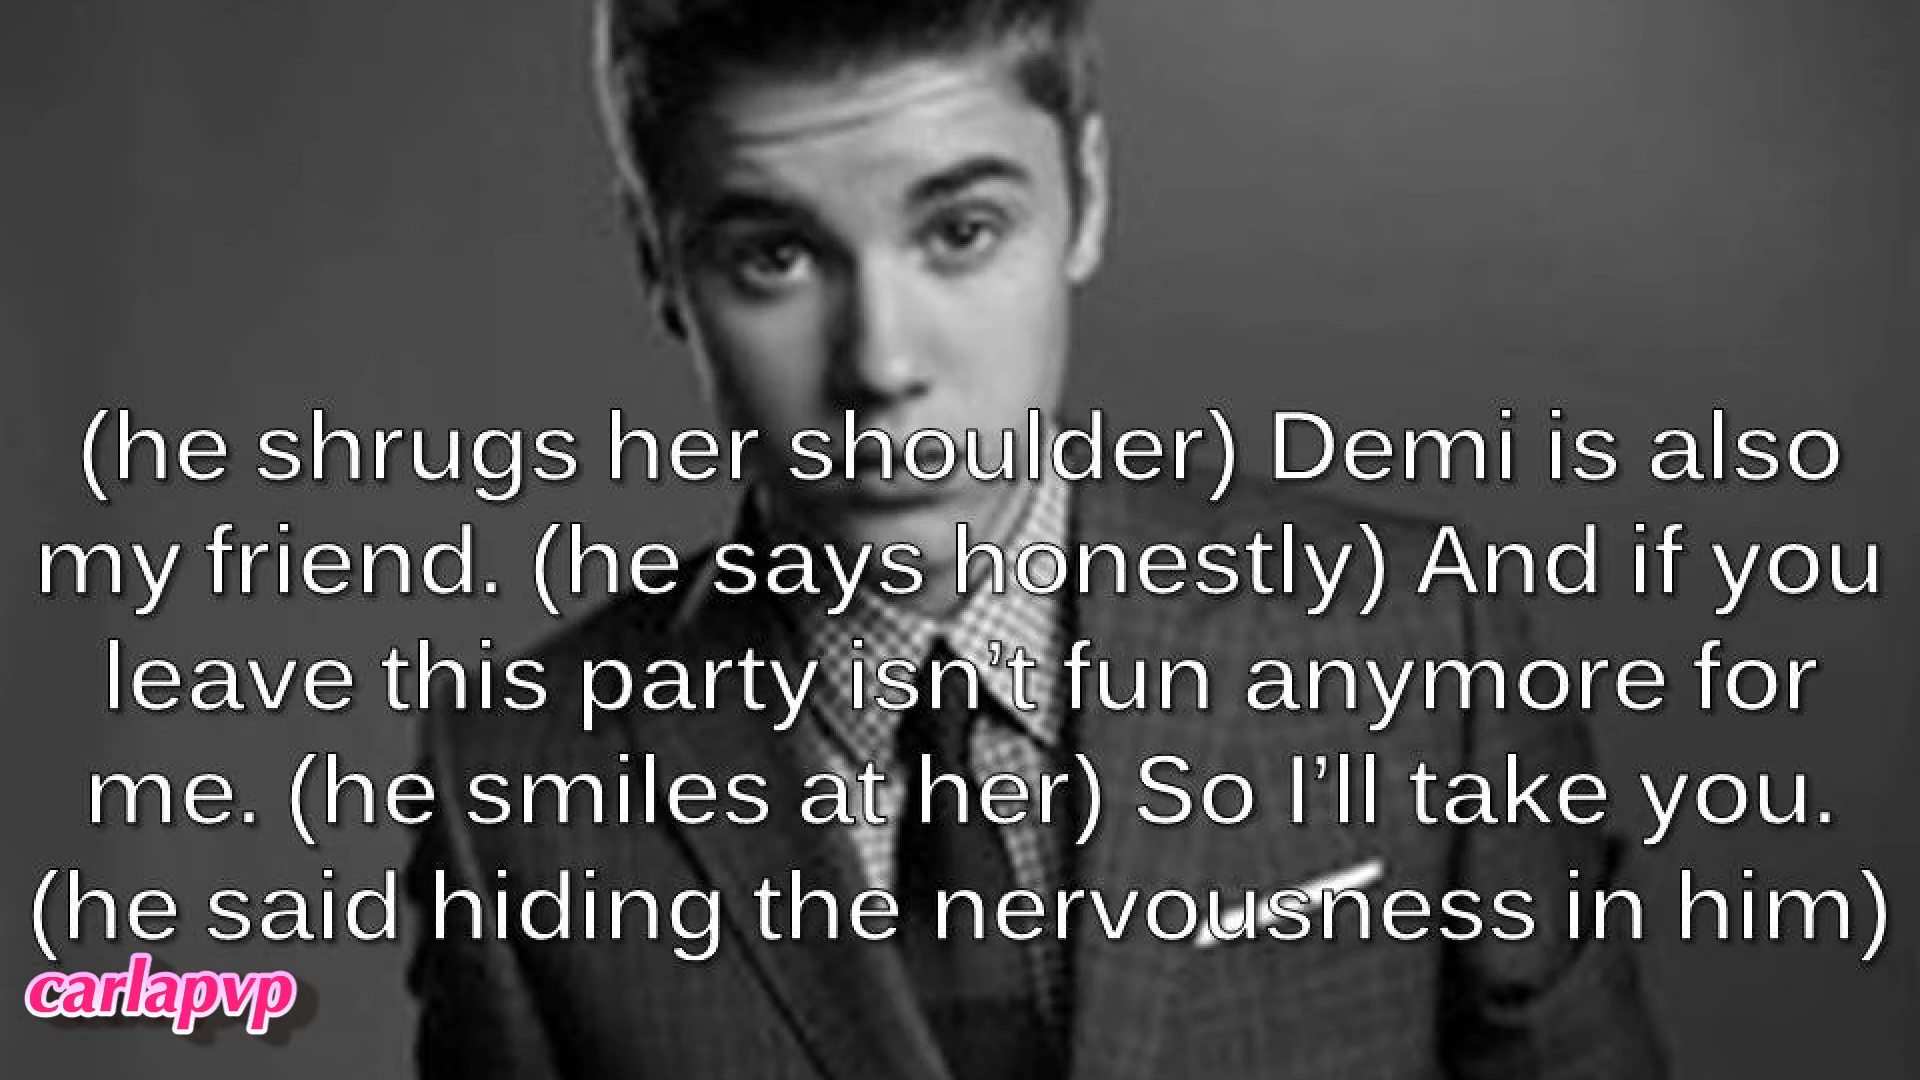 (he shrugs her shoulder) Demi is also
my friend. (he says honestly) And if you
leave this party isn’t fun anymore for
me. (he smiles at her) So I’ll take you.
(he said hiding the nervousness in him)
carlapvp